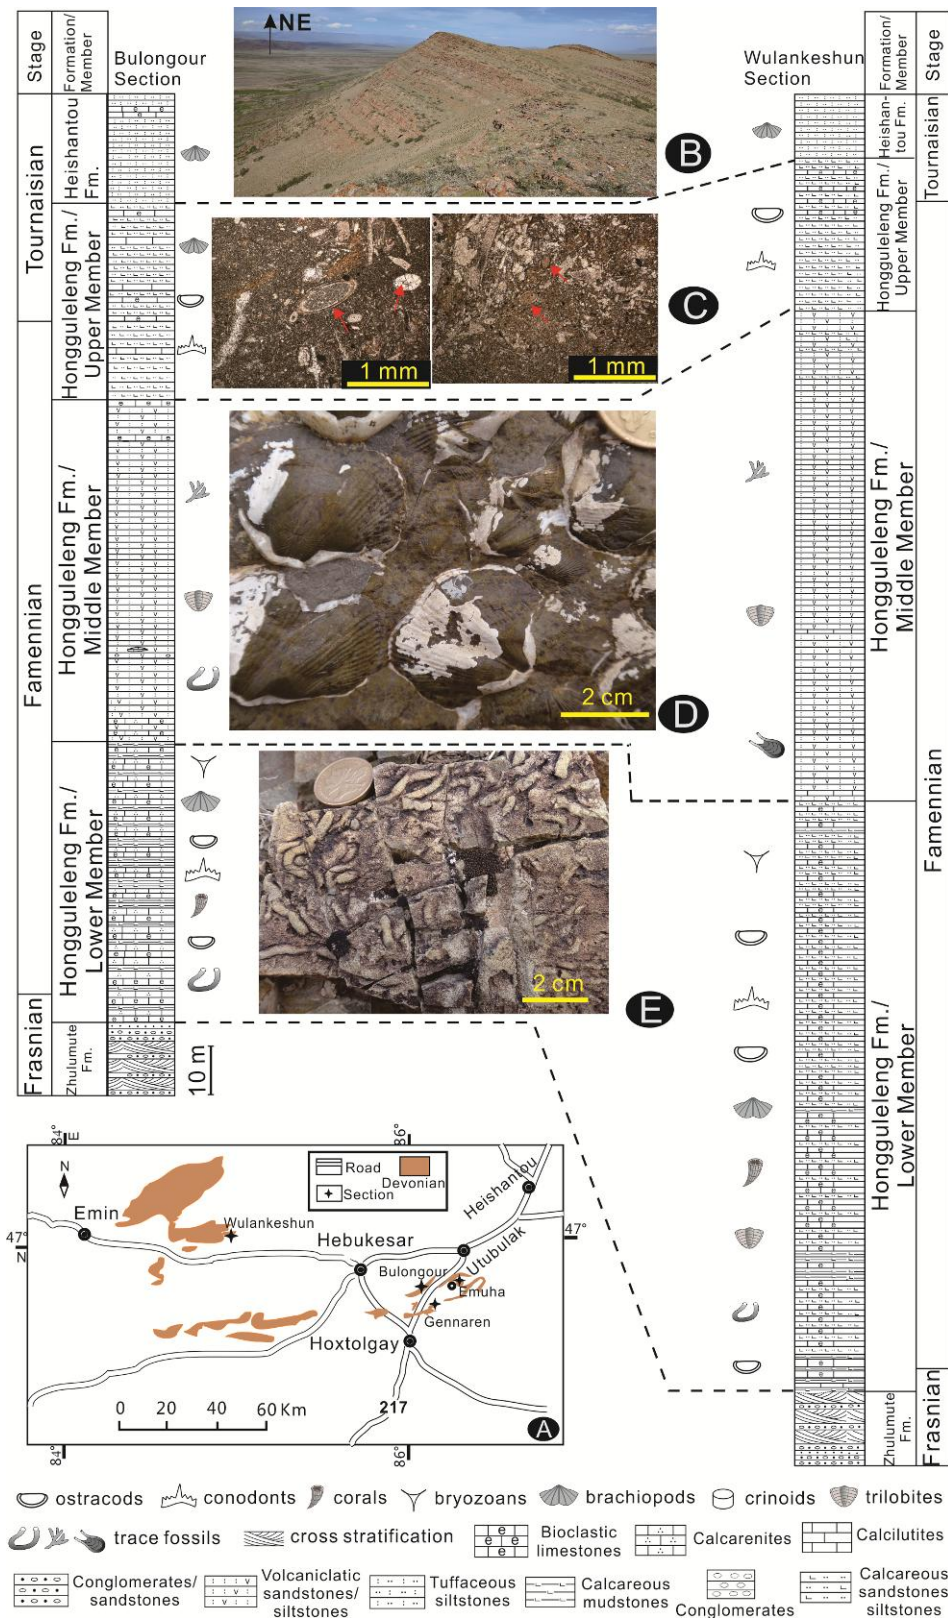 Stage
Formation/
Member
Bulongour
Section
NE
Wulankeshun
Section
Formation/
Member
Stage
Tournaisian
Famennian
Frasnian
Heishantou
Fm.
Honggueleleng Fm./
Upper Member
Honggueleleng Fm./
Middle Member
Honggueleleng Fm./
Lower Member
Zhulumute
Fm.
10 m
B
1 mm
1 mm
C
2 cm
D
2 cm
E
Heishan-
tou Fm.
Hongguleleng Fm./
Upper Member
Hongguleleng Fm./
Middle Member
Hongguleleng Fm./
Lower Member
Zhulumute
Fm.
Tournaisian
Famennian
Frasnian
84°
E
86°
N
Road
Devonian
Section
Emin
Wulankeshun
Heishantou
47°
N
Hebukesar
47°
Utubulak
Bulongour
Emuha
Gennaren
Hoxtolgay
0 20 40 60 Km
217
A
84°
86°
ostracods conodonts corals bryozoans brachiopods crinoids trilobites
trace fossils cross stratification Bioclastic
limestones Calcarenites Calcilutites
Conglomerates/
sandstones Volcaniclatic
sandstones/
siltstones Tuffaceous
siltstones Calcareous
mudstones Conglomerates Calcareous
sandstones
siltstones